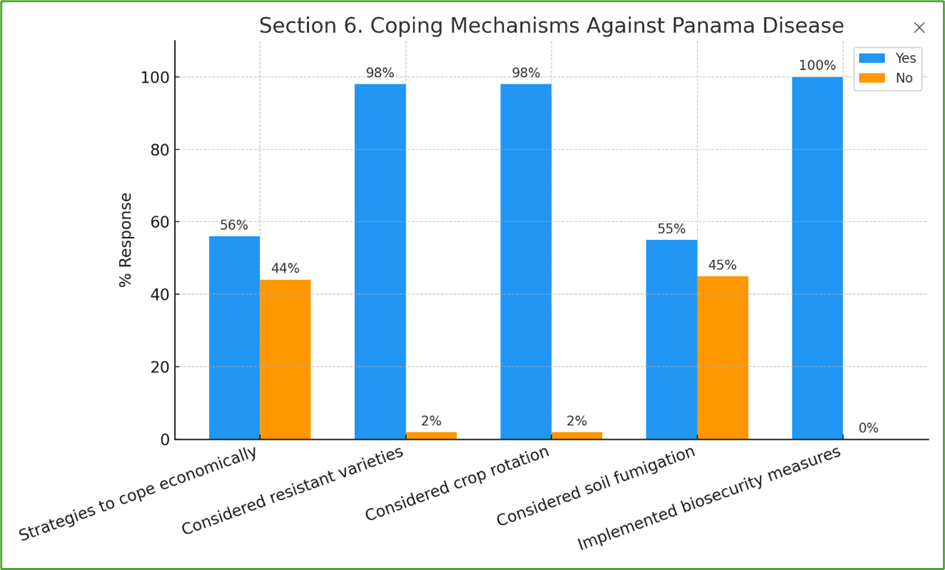 Section 6. Coping Mechanisms Against Panama Disease
×
Yes
No
% Response
100
80
60
40
20
0
56%
44%
98%
2%
98%
2%
55%
45%
100%
0%
Strategies to cope economically
Considered resistant varieties
Considered crop rotation
Considered soil fumigation
Implemented biosecurity measures